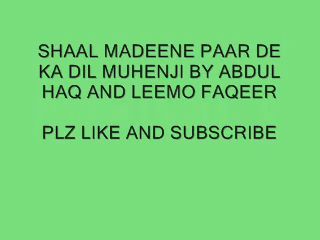 SHAAL MADEENE PAAR DE
KA DIL MUHENJI BY ABDUL
HAQ AND LEEMO FAQEER
PLZ LIKE AND SUBSCRIBE